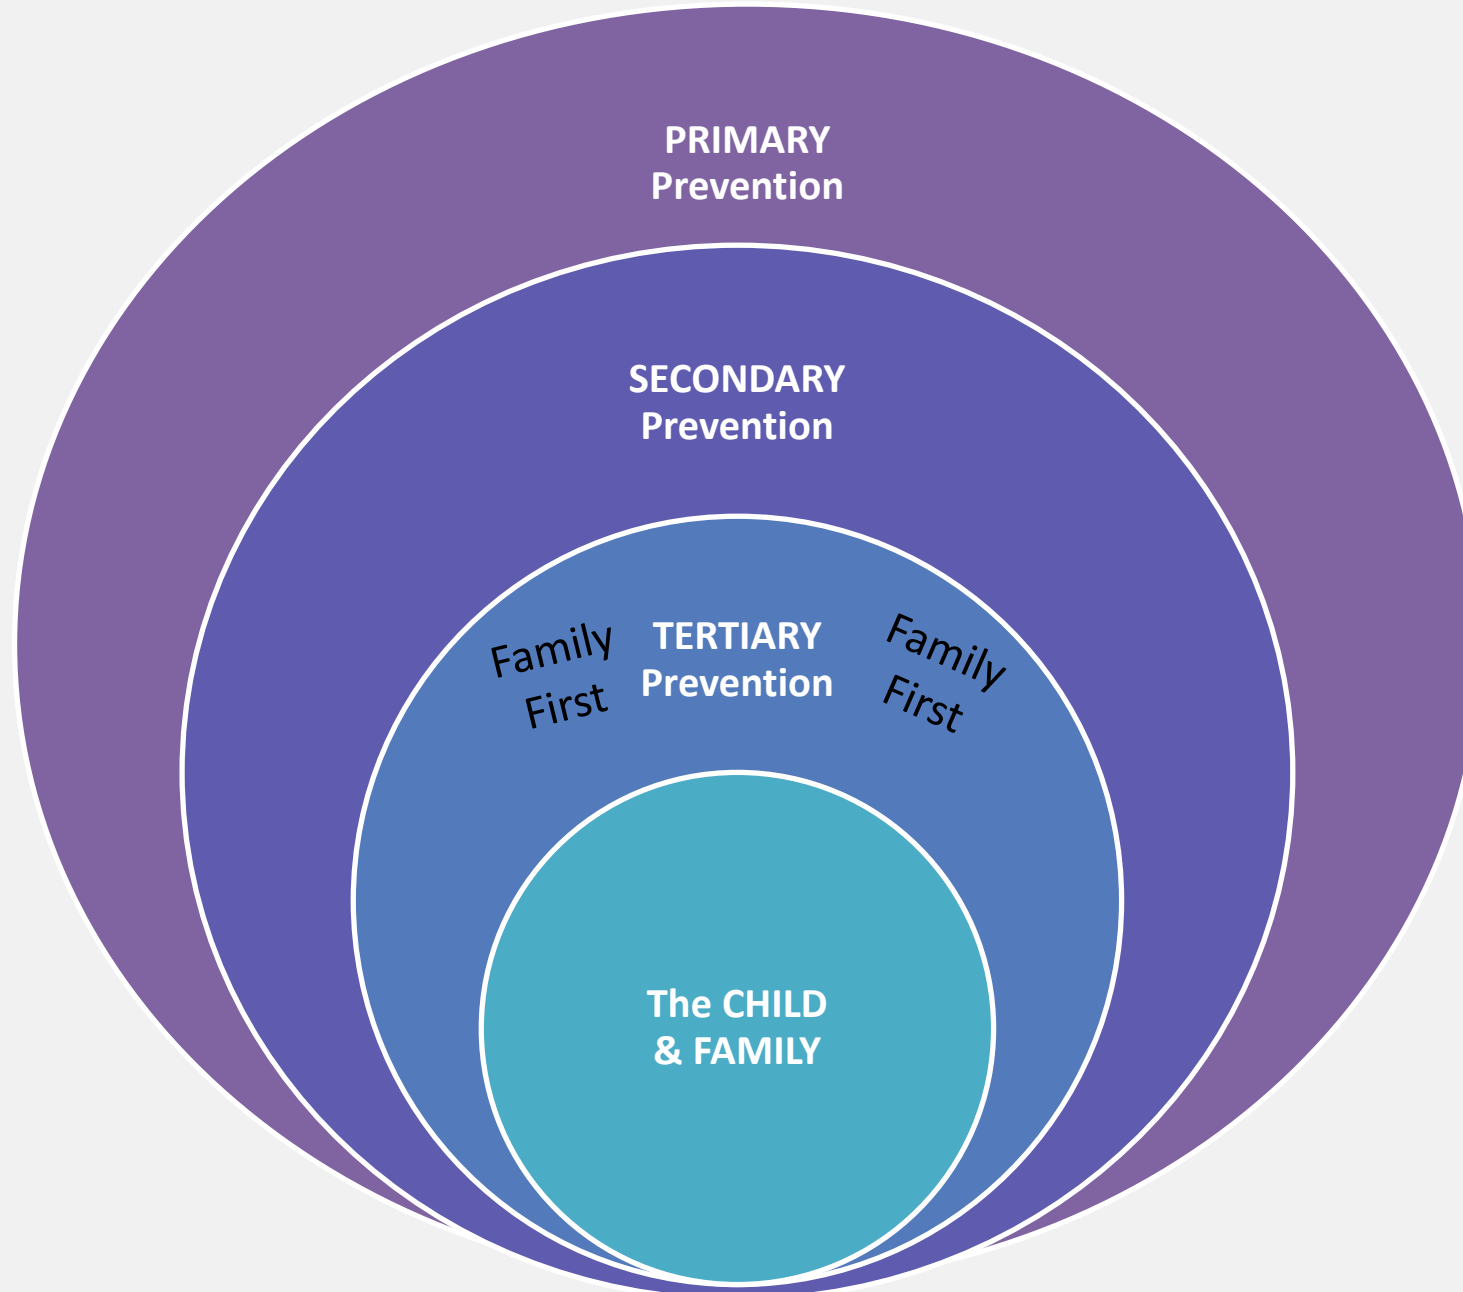 PRIMARY
Prevention
SECONDARY
Prevention
Family
First
TERTIARY
Prevention
Family
First
The CHILD
& FAMILY